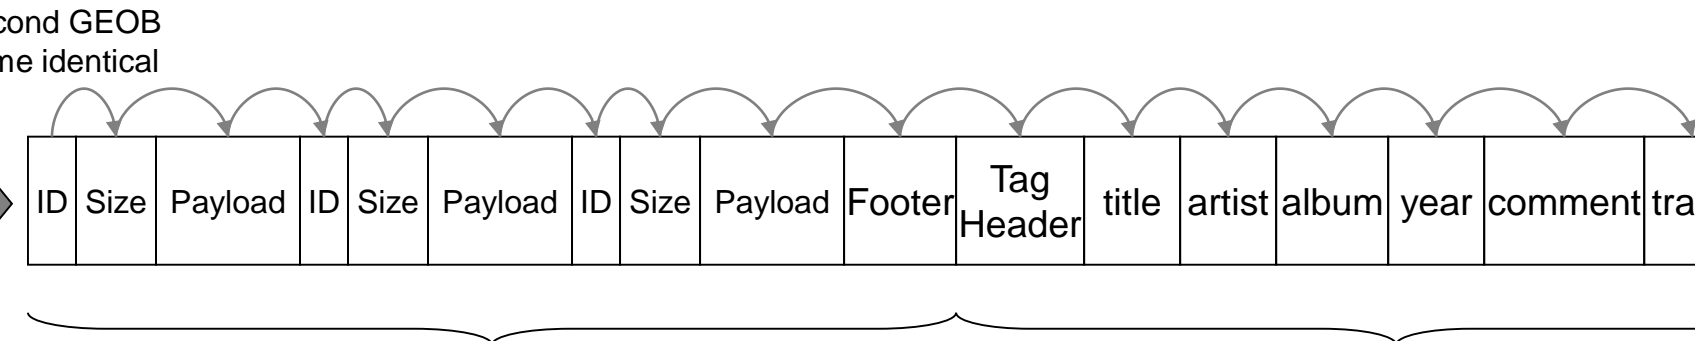 cond GEOB
me identical
ID Size Payload ID Size Payload ID Size Payload Footer Tag Header title artist album year comment tra